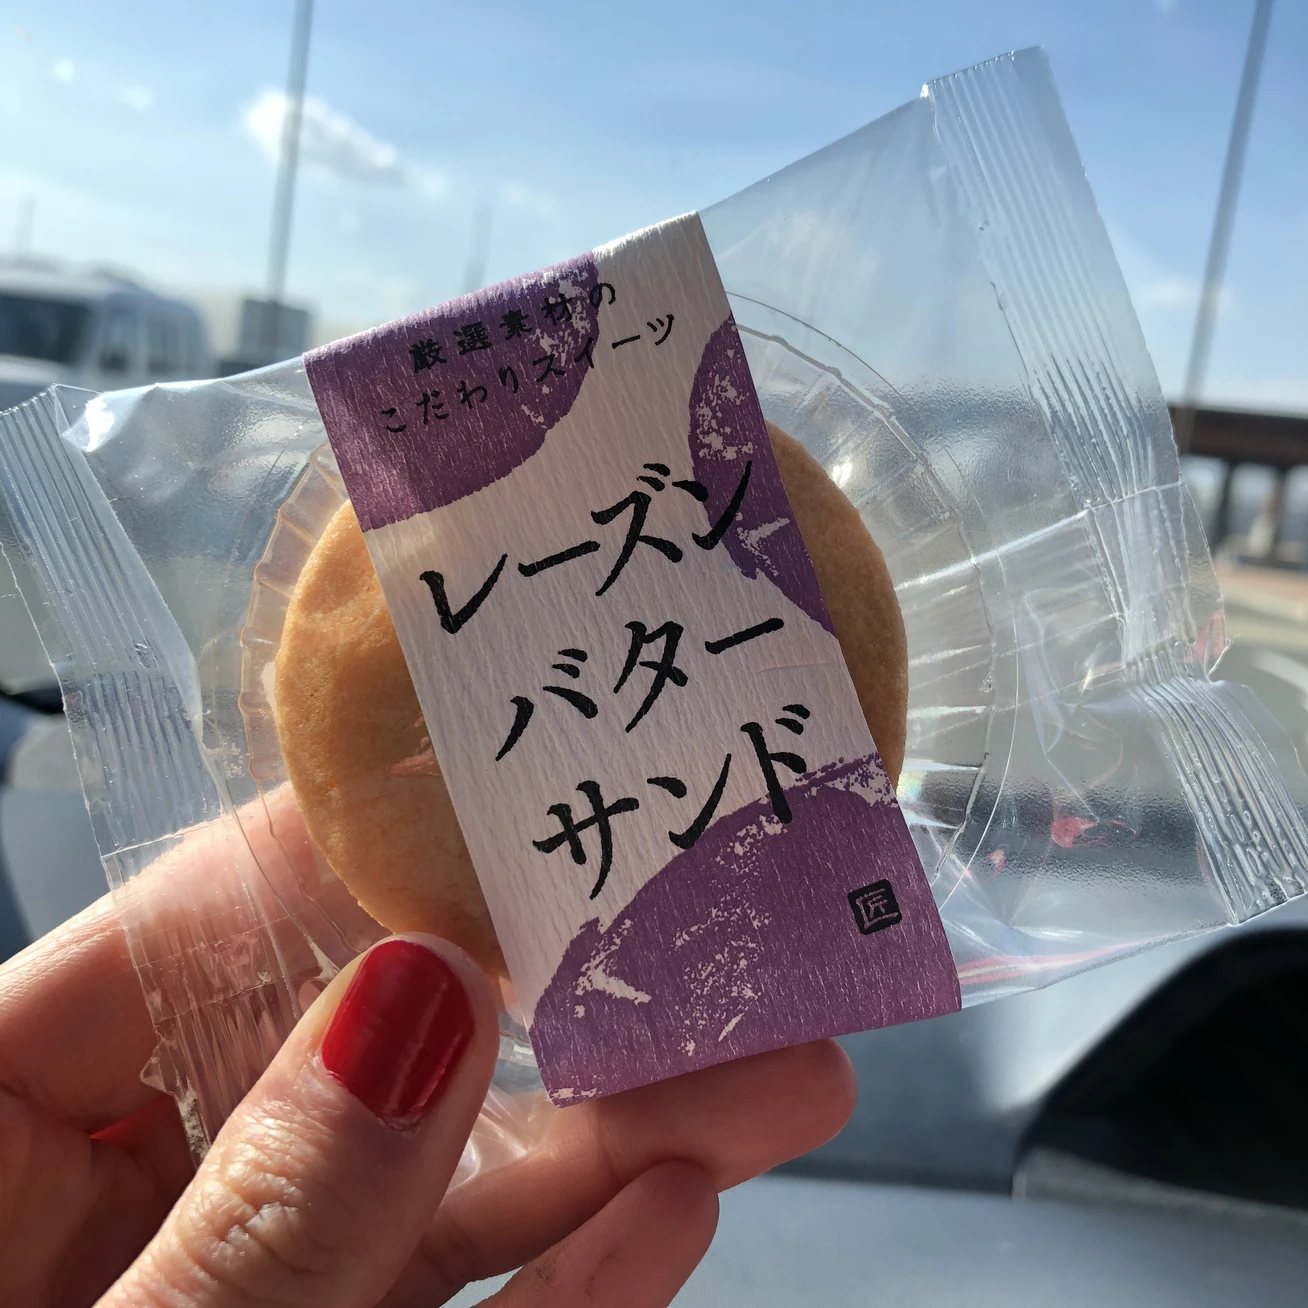 厳選素材の
こだわりスイーツ
レーズン
バター
サンド
匠